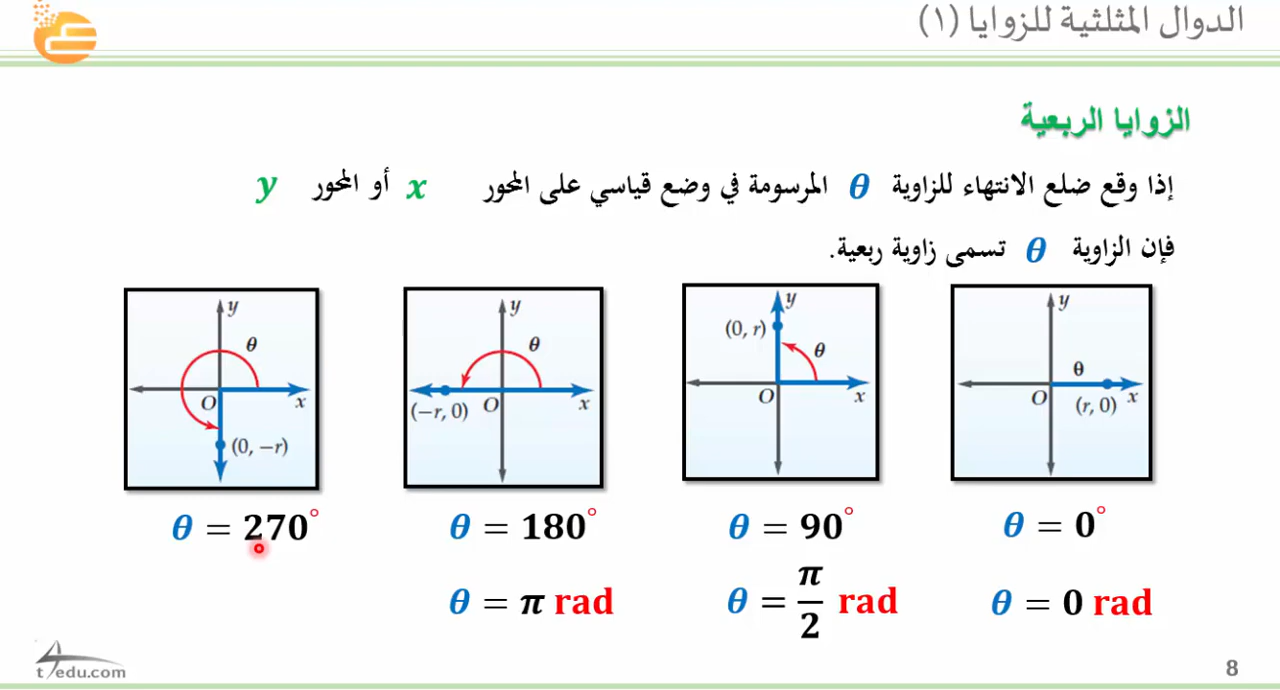 الدوال المثلثية للزوايا (١)
الزوايا الربعية
إذا وقع ضلع الانتهاء للزاوية θ المرسومة في وضع قياسي على المحور x أو المحور y
فإن الزاوية θ تسمى زاوية ربعية.
y
θ
O
x
(r, 0)
y
(0, r)
θ
O
x
y
θ
(−r, 0)
O
x
y
θ
O
x
(0, −r)
θ = 0°
θ = 90°
θ = 180°
θ = 270°
θ = 0 rad
θ = π/2 rad
θ = π rad
t4edu.com
8